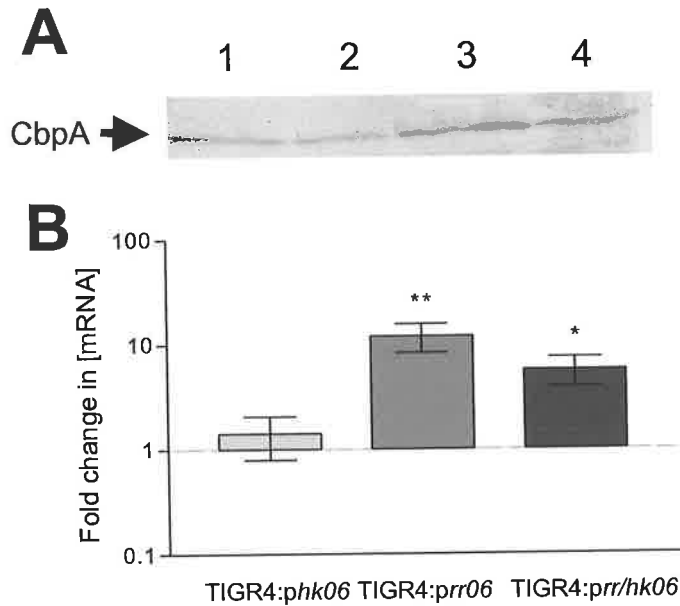 A
1 2 3 4
CbpA
B
100
10
1
0.1
Fold change in [mRNA]
**
*
TIGR4:phk06 TIGR4:prr06 TIGR4:prr/hk06